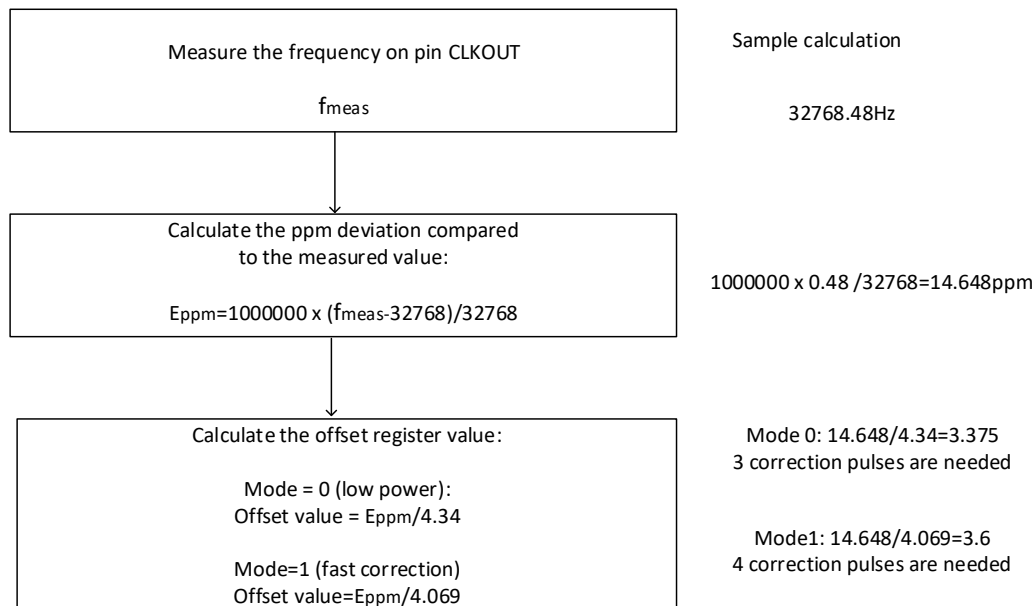 Measure the frequency on pin CLKOUT
fmeas
Sample calculation
32768.48Hz
Calculate the ppm deviation compared
to the measured value:
Eppm=1000000 x (fmeas-32768)/32768
1000000 x 0.48 /32768=14.648ppm
Calculate the offset register value:
Mode = 0 (low power):
Offset value = Eppm/4.34
Mode=1 (fast correction)
Offset value=Eppm/4.069
Mode 0: 14.648/4.34=3.375
3 correction pulses are needed
Mode1: 14.648/4.069=3.6
4 correction pulses are needed